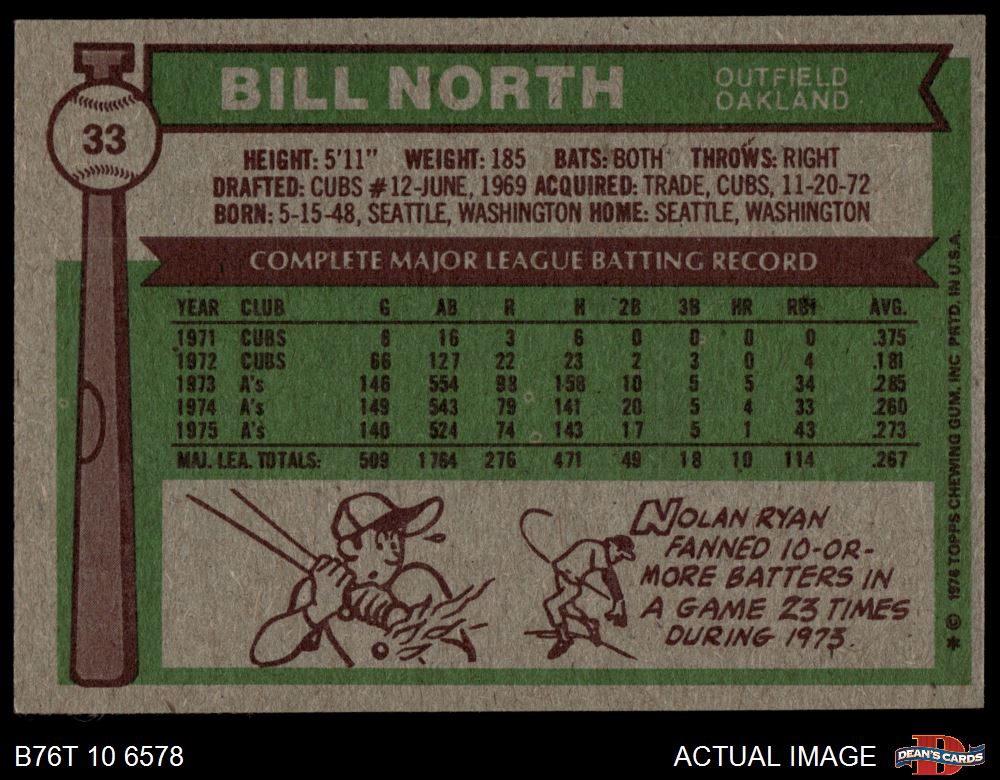 33
BILL NORTH
OUTFIELD
OAKLAND
HEIGHT: 5'11" WEIGHT: 185 BATS: BOTH THROWS: RIGHT
DRAFTED: CUBS #12-JUNE, 1969 ACQUIRED: TRADE, CUBS, 11-20-72
BORN: 5-15-48, SEATTLE, WASHINGTON HOME: SEATTLE, WASHINGTON
COMPLETE MAJOR LEAGUE BATTING RECORD
YEAR CLUB G AB R H 2B 3B HR RBI AVG.
1971 CUBS 8 16 3 6 0 0 0 0 .375
1972 CUBS 66 127 22 23 2 3 0 4 .181
1973 A's 146 554 98 158 10 5 5 34 .285
1974 A's 149 543 79 141 20 5 4 33 .260
1975 A's 140 524 74 143 17 5 1 43 .273
MAJ. LEA. TOTALS: 509 1764 276 471 49 18 10 114 .267
NOLAN RYAN
FANNED 10-OR-
MORE BATTERS IN
A GAME 23 TIMES
DURING 1973.
* © 1976 TOPPS CHEWING GUM, INC PRTD. IN U.S.A.
B76T 10 6578
ACTUAL IMAGE
D
DEAN'S CARDS